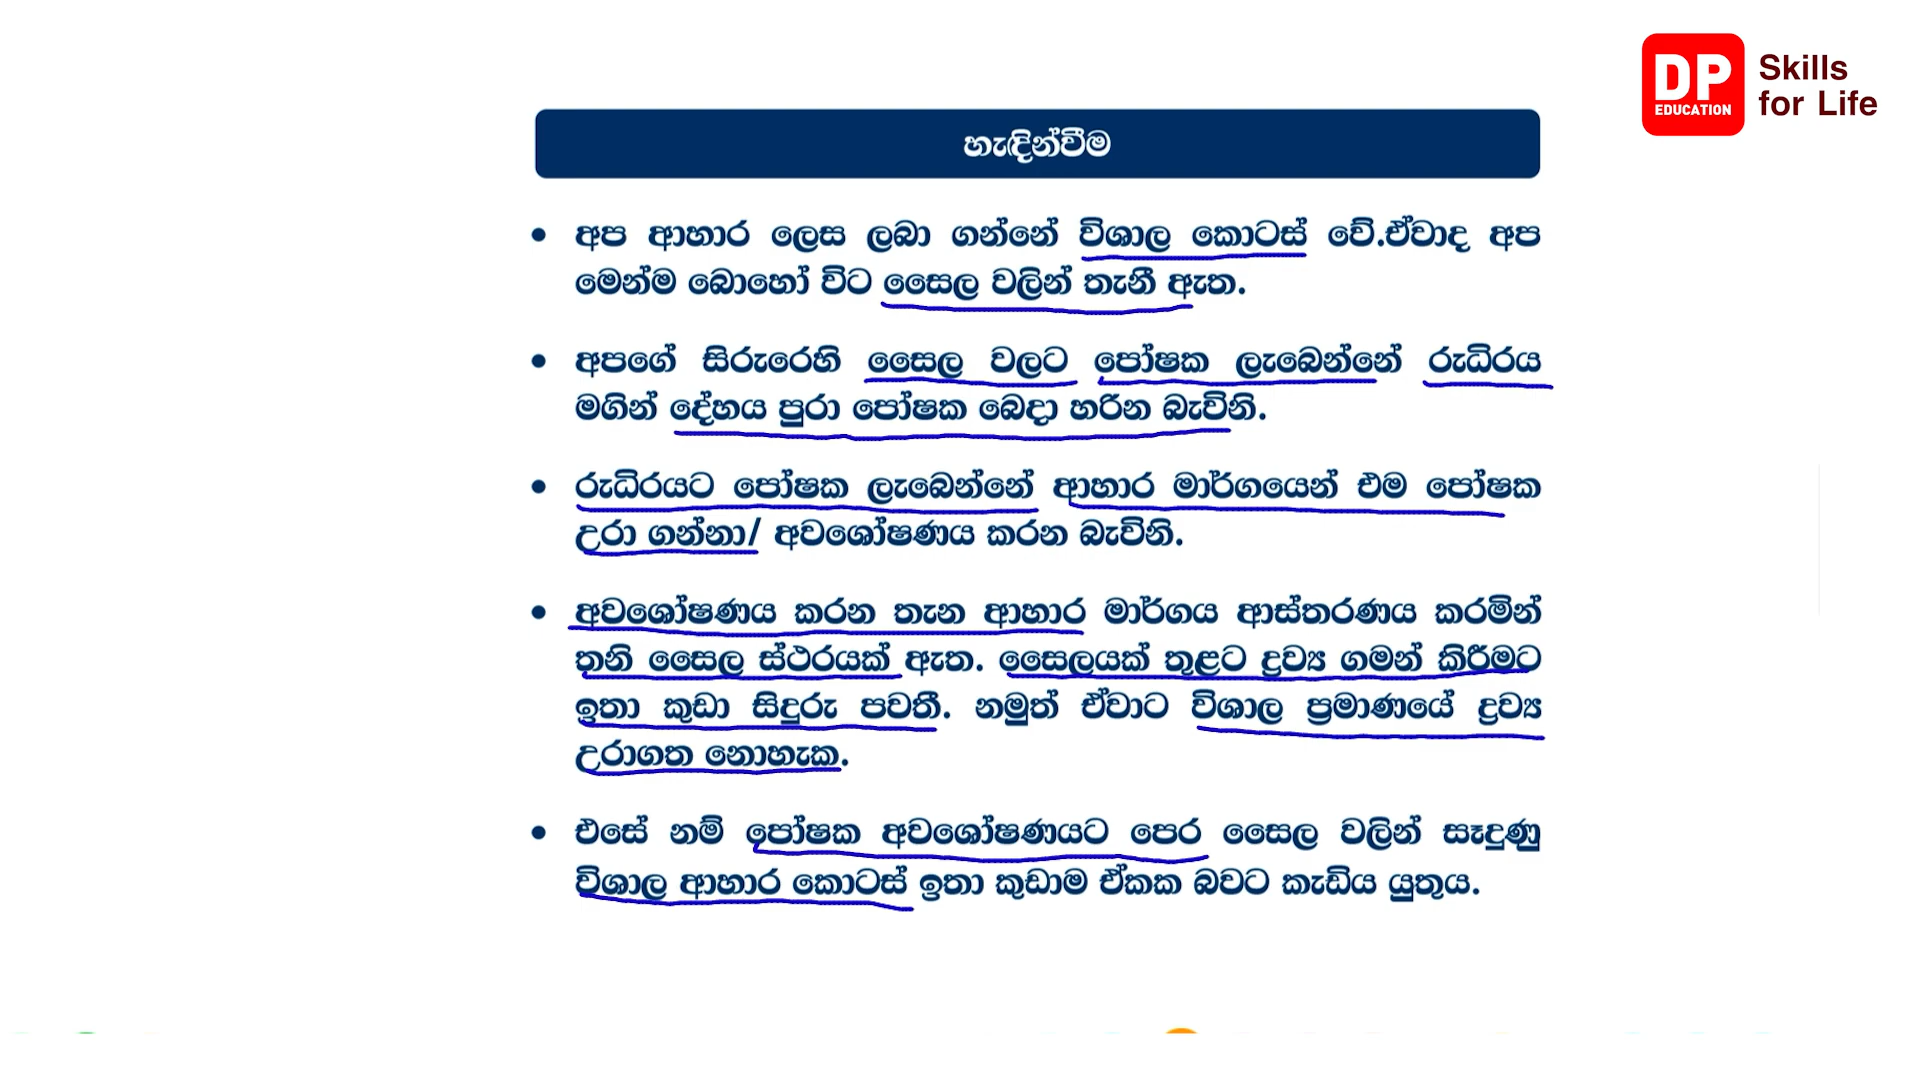 DP
EDUCATION
Skills
for Life
හැඳින්වීම
• අප ආහාර ලෙස ලබා ගන්නේ විශාල කොටස් වේ.ඒවාද අප
මෙන්ම බොහෝ විට සෛල වලින් තැනී ඇත.
• අපගේ සිරුරෙහි සෛල වලට පෝෂක ලැබෙන්නේ රුධිරය
මගින් දේහය පුරා පෝෂක බෙදා හරින බැවිනි.
• රුධිරයට පෝෂක ලැබෙන්නේ ආහාර මාර්ගයෙන් එම පෝෂක
උරා ගන්නා/ අවශෝෂණය කරන බැවිනි.
• අවශෝෂණය කරන තැන ආහාර මාර්ගය ආස්තරණය කරමින්
තනි සෛල ස්ථරයක් ඇත. සෛලයක් තුළට ද්‍රව්‍ය ගමන් කිරීමට
ඉතා කුඩා සිදුරු පවතී. නමුත් ඒවාට විශාල ප්‍රමාණයේ ද්‍රව්‍ය
උරාගත නොහැක.
• එසේ නම් පෝෂක අවශෝෂණයට පෙර සෛල වලින් සෑදුණු
විශාල ආහාර කොටස් ඉතා කුඩාම ඒකක බවට කැඩිය යුතුය.